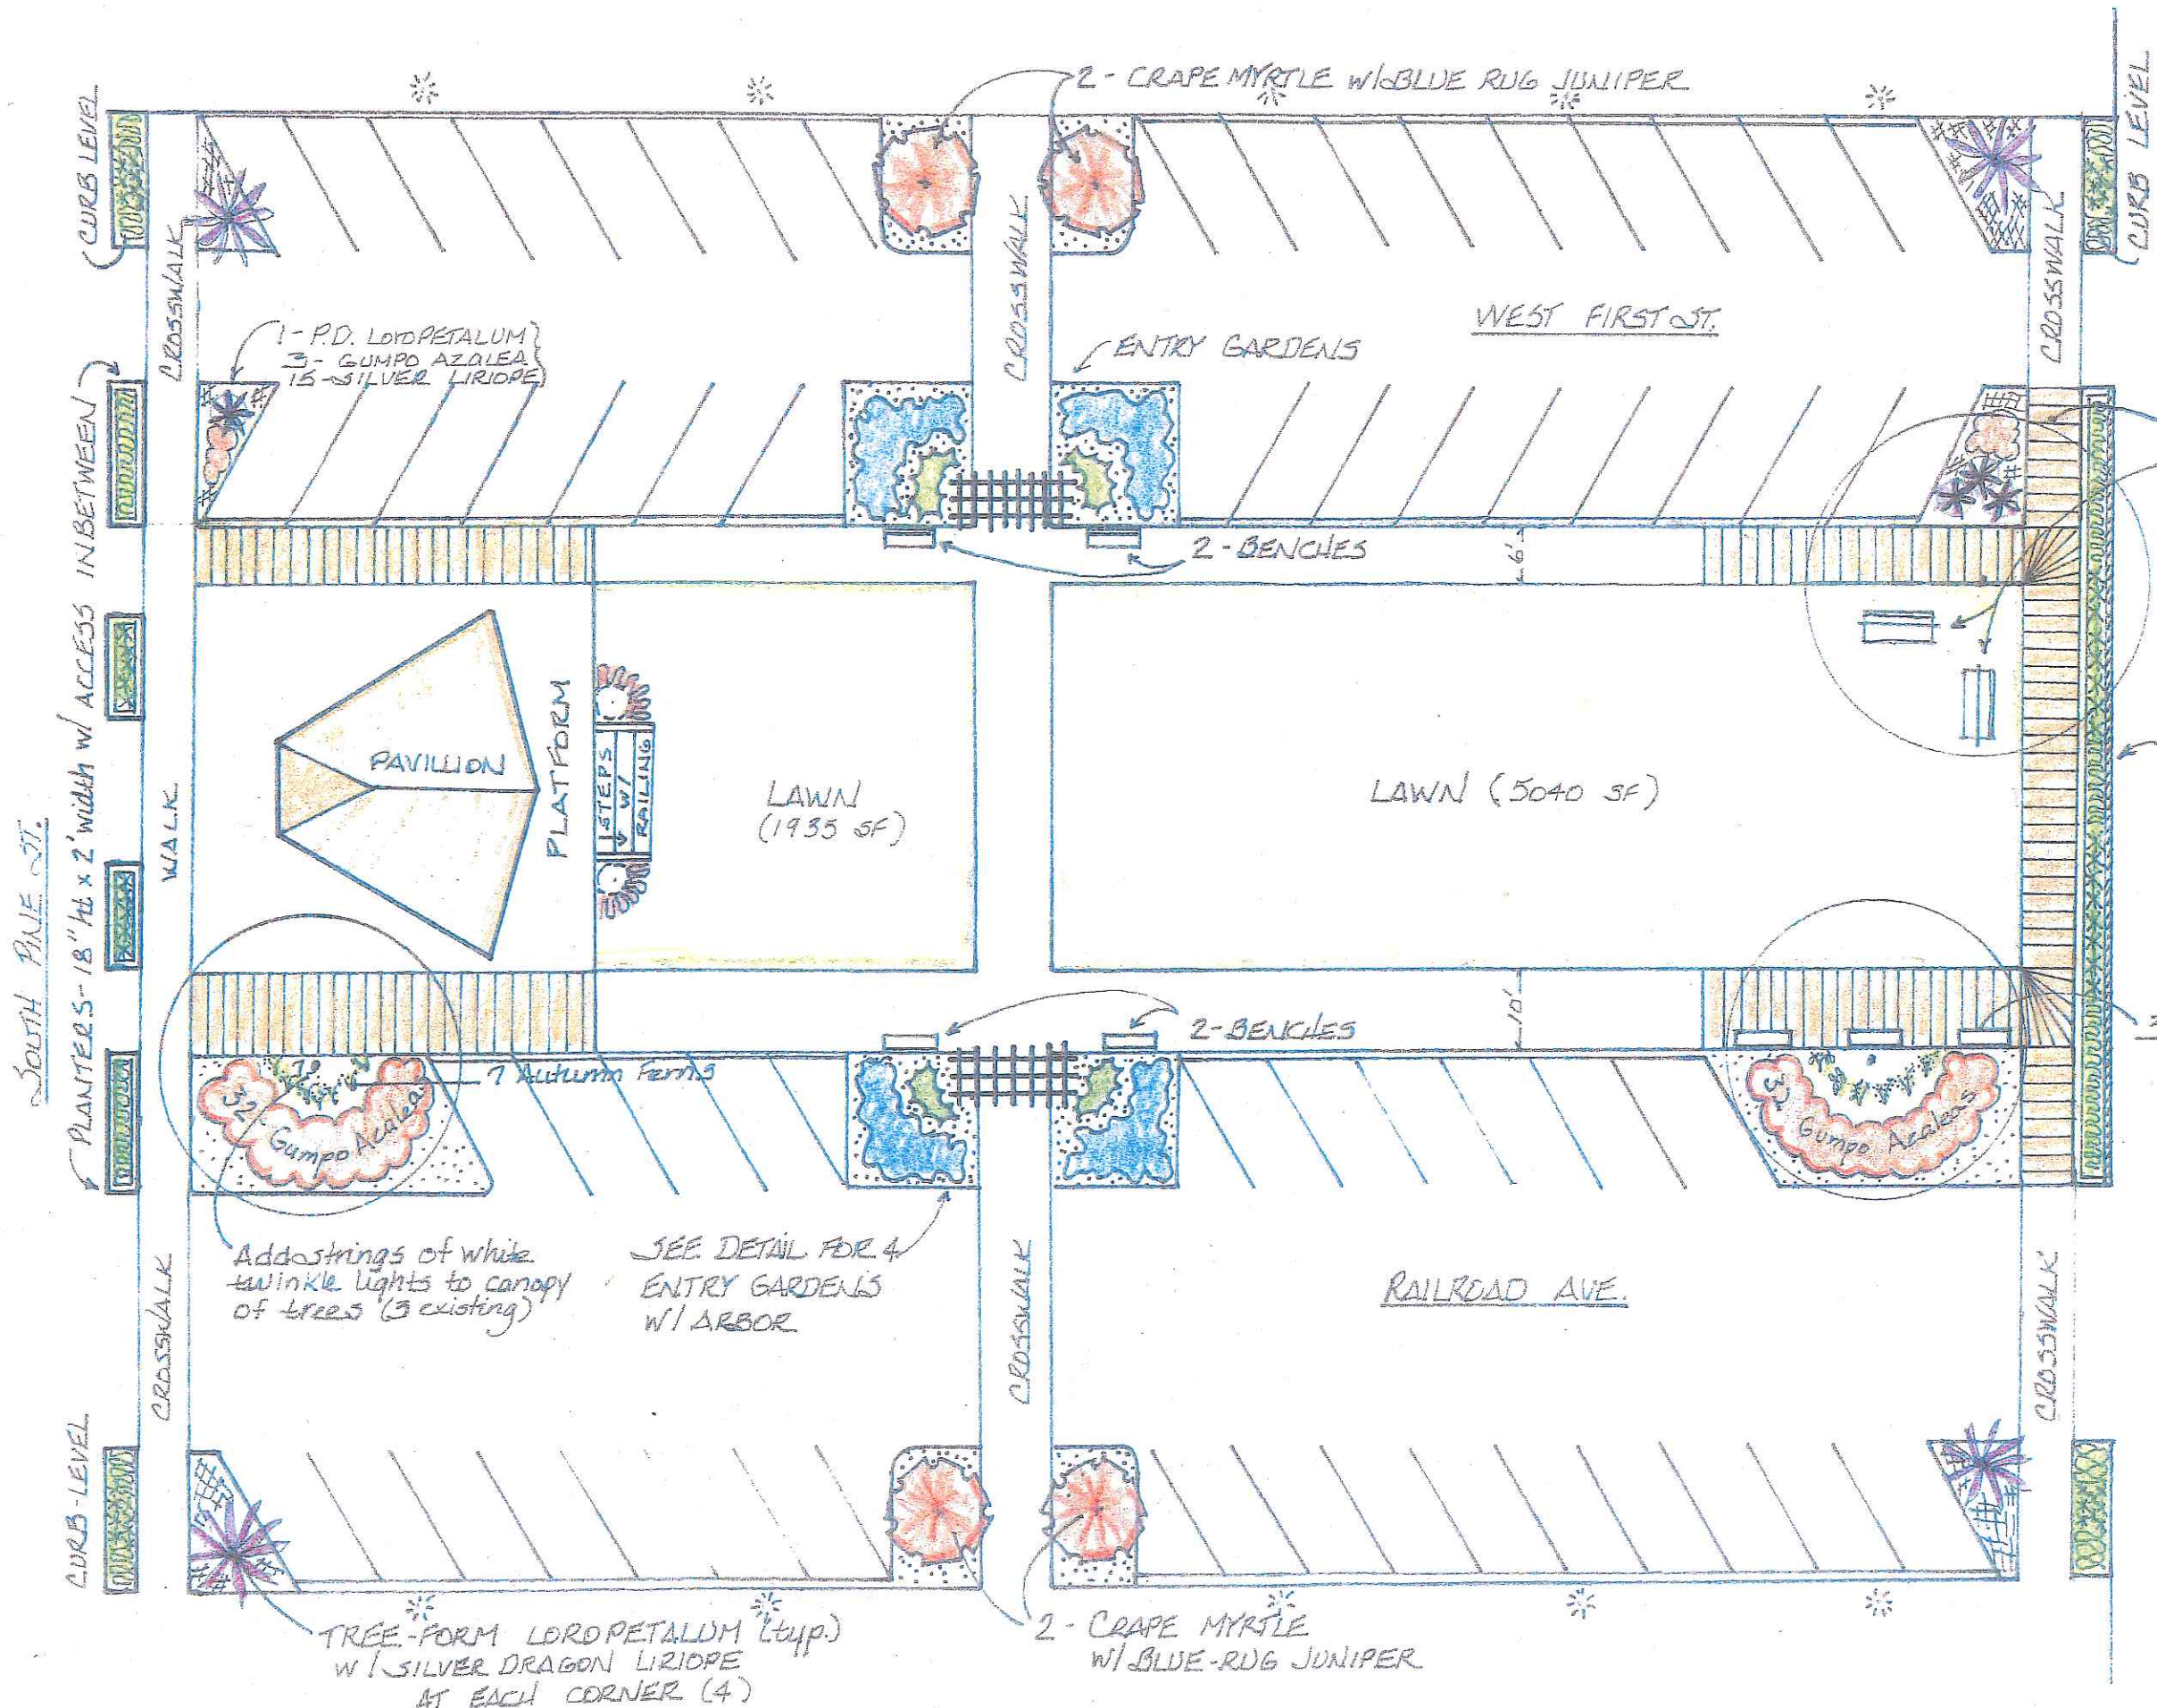 2 - CRAPE MYRTLE W/ BLUE RUG JUNIPER
CURB LEVEL
CURB LEVEL
CROSSWALK
CROSSWALK
CROSSWALK
WEST FIRST ST.
1 - P.D. LOROPETALUM
3 - GUMPO AZALEA
15 - SILVER LIRIOPE
ENTRY GARDENS
2 - BENCHES
6'
SOUTH PINE ST.
PLANTERS - 18" ht x 2' width w/ ACCESS INBETWEEN
WALK
PAVILLION
PLATFORM
STEPS
W/
RAILING
LAWN
(1935 SF)
LAWN (5040 SF)
2 - BENCHES
10'
7 Autumn Ferns
32 - Gumpo Azalea
Gumpo Azaleas
Add strings of white
twinkle lights to canopy
of trees (3 existing)
SEE DETAIL FOR 4
ENTRY GARDENS
W/ ARBOR
RAILROAD AVE.
CROSSWALK
CROSSWALK
CROSSWALK
CURB-LEVEL
TREE-FORM LOROPETALUM (typ.)
W/ SILVER DRAGON LIRIOPE
AT EACH CORNER (4)
2 - CRAPE MYRTLE
W/ BLUE-RUG JUNIPER